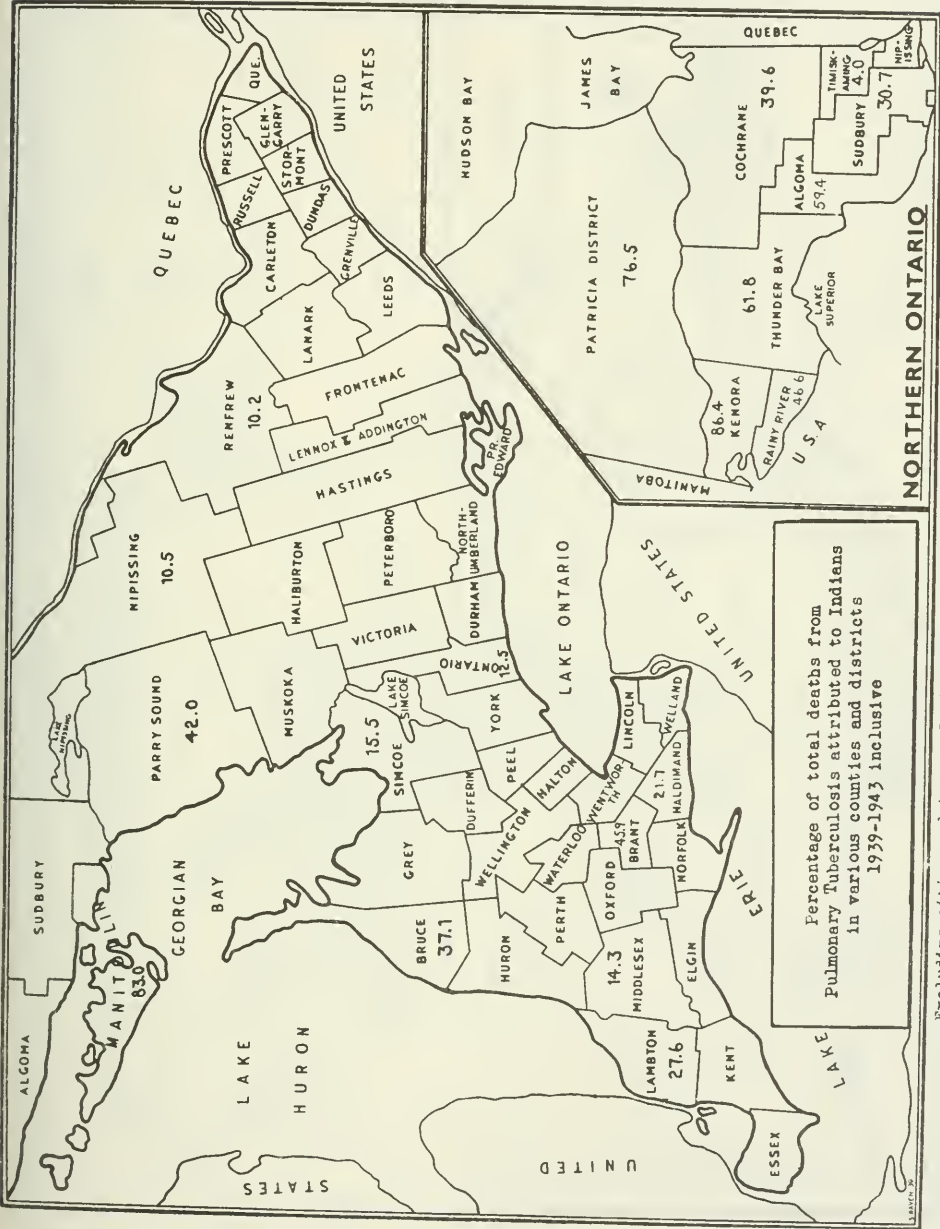 QUEBEC
UNITED
STATES
QUE.
PRESCOTT
GLEN-
GARRY
STOR-
MONT
RUSSELL
DUNDAS
CARLETON
GRENVILLE
LEEDS
LANARK
RENFREW
10.2
FRONTENAC
LENNOX & ADDINGTON
HASTINGS
PR.
EDWARD
NIPISSING
10.5
HALIBURTON
PETERBORO
NORTH-
UMBERLAND
DURHAM
VICTORIA
ONTARIO
12.5
LAKE
NIPISSING
PARRY SOUND
42.0
MUSKOKA
LAKE
SIMCOE
15.5
SIMCOE
YORK
PEEL
HALTON
DUFFERIN
LAKE ONTARIO
UNITED STATES
LINCOLN
WELLAND
WENTWOR-
TH
21.7
HALDIMAND
45.9
BRANT
NORFOLK
WATERLOO
WELLINGTON
GREY
BRUCE
37.1
HURON
PERTH
OXFORD
14.3
MIDDLESEX
ELGIN
LAMBTON
27.6
KENT
ESSEX
LAKE ERIE
SUDBURY
ALGOMA
MANITOULIN
83.0
GEORGIAN
BAY
LAKE
HURON
UNITED
STATES
HUDSON BAY
JAMES
BAY
QUEBEC
PATRICIA DISTRICT
76.5
COCHRANE
39.6
TIMISK-
AMING
4.0
NIP-
ISSING
SUDBURY
30.7
ALGOMA
59.4
61.8
THUNDER BAY
LAKE
SUPERIOR
86.4
KENORA
RAINY RIVER
46.6
U.S.A
MANITOBA
NORTHERN ONTARIO
Percentage of total deaths from
Pulmonary Tuberculosis attributed to Indians
in various counties and districts
1939-1943 inclusive